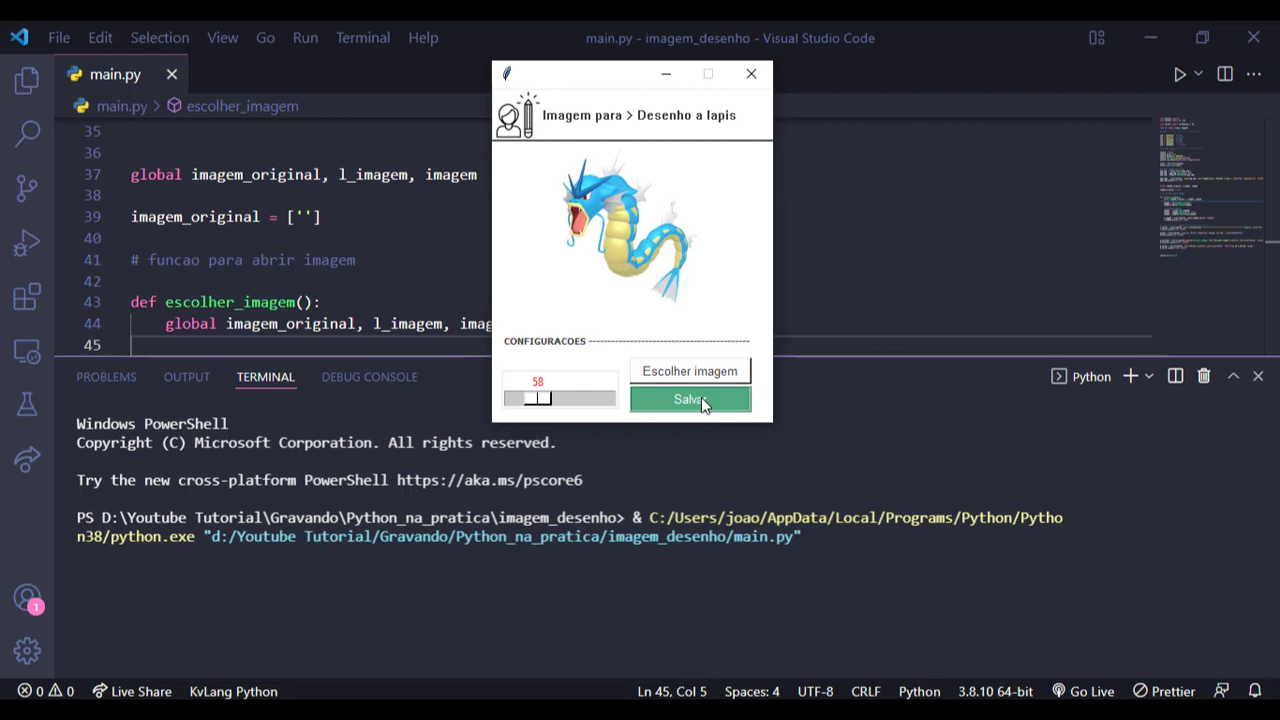 File Edit Selection View Go Run Terminal Help main.py - imagem_desenho - Visual Studio Code
main.py
main.py > escolher_imagem
35
36
37 global imagem_original, l_imagem, imagem
38
39 imagem_original = ['']
40
41 # funcao para abrir imagem
42
43 def escolher_imagem():
44 global imagem_original, l_imagem, imag
45
Imagem para > Desenho a lapis
CONFIGURACOES
58
Escolher imagem
Salvar
PROBLEMS OUTPUT TERMINAL DEBUG CONSOLE Python
Windows PowerShell
Copyright (C) Microsoft Corporation. All rights reserved.
Try the new cross-platform PowerShell https://aka.ms/pscore6
PS D:\Youtube Tutorial\Gravando\Python_na_pratica\imagem_desenho> & C:/Users/joao/AppData/Local/Programs/Python/Pytho
n38/python.exe "d:/Youtube Tutorial/Gravando/Python_na_pratica/imagem_desenho/main.py"
1
0 0 Live Share KvLang Python Ln 45, Col 5 Spaces: 4 UTF-8 CRLF Python 3.8.10 64-bit Go Live Prettier